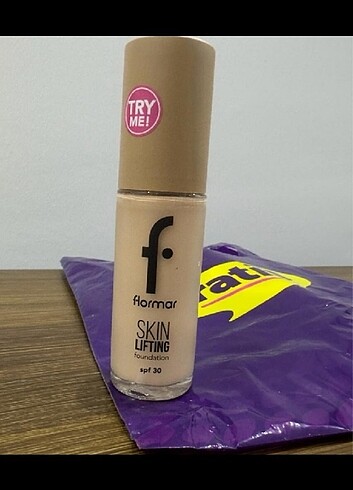 TRY
ME!
f
flormar
SKIN
LIFTING
foundation
spf 30